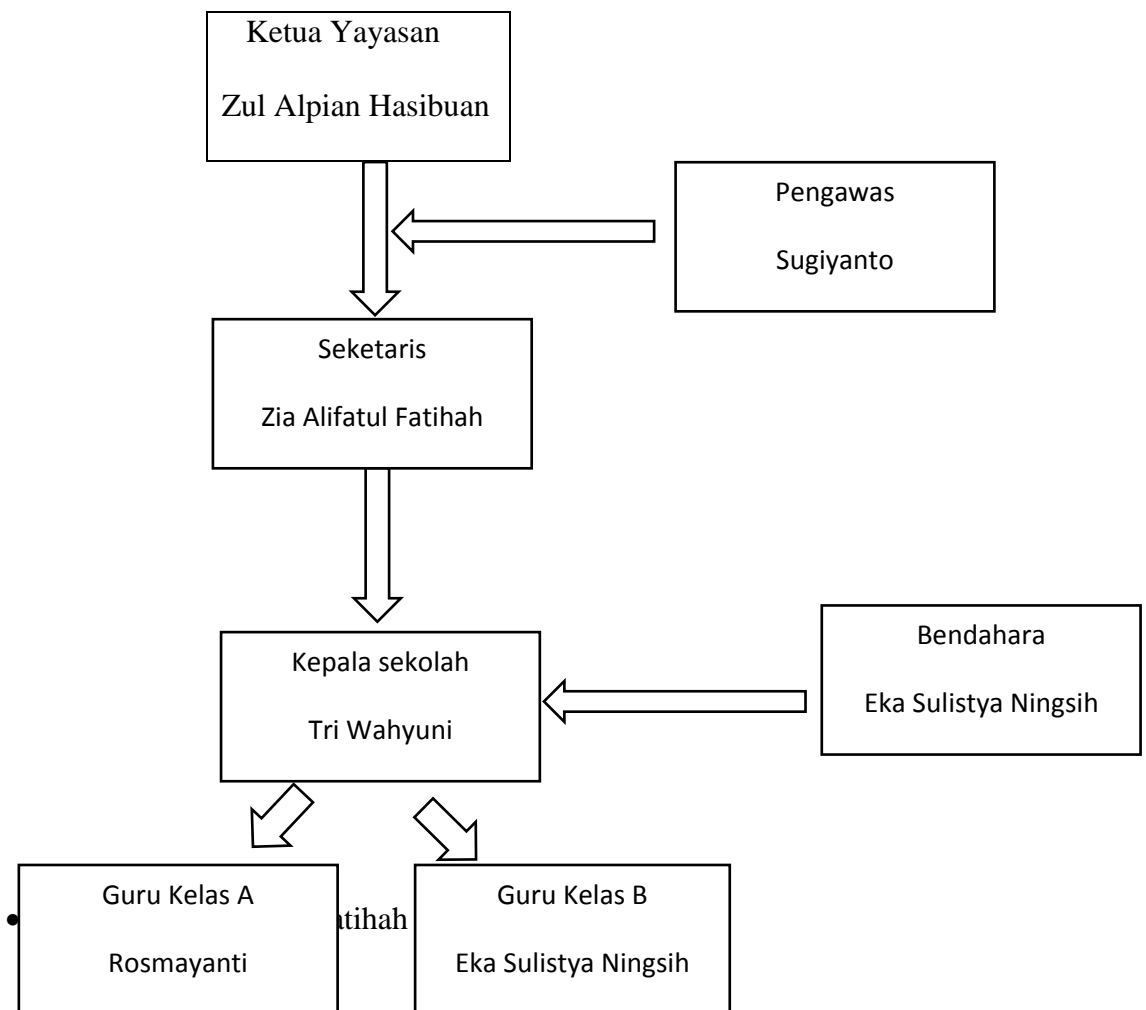 Ketua Yayasan
Zul Alpian Hasibuan
Pengawas
Sugiyanto
Seketaris
Zia Alifatul Fatihah
Kepala sekolah
Tri Wahyuni
Bendahara
Eka Sulistya Ningsih
Guru Kelas A
Rosmayanti
Guru Kelas B
Eka Sulistya Ningsih